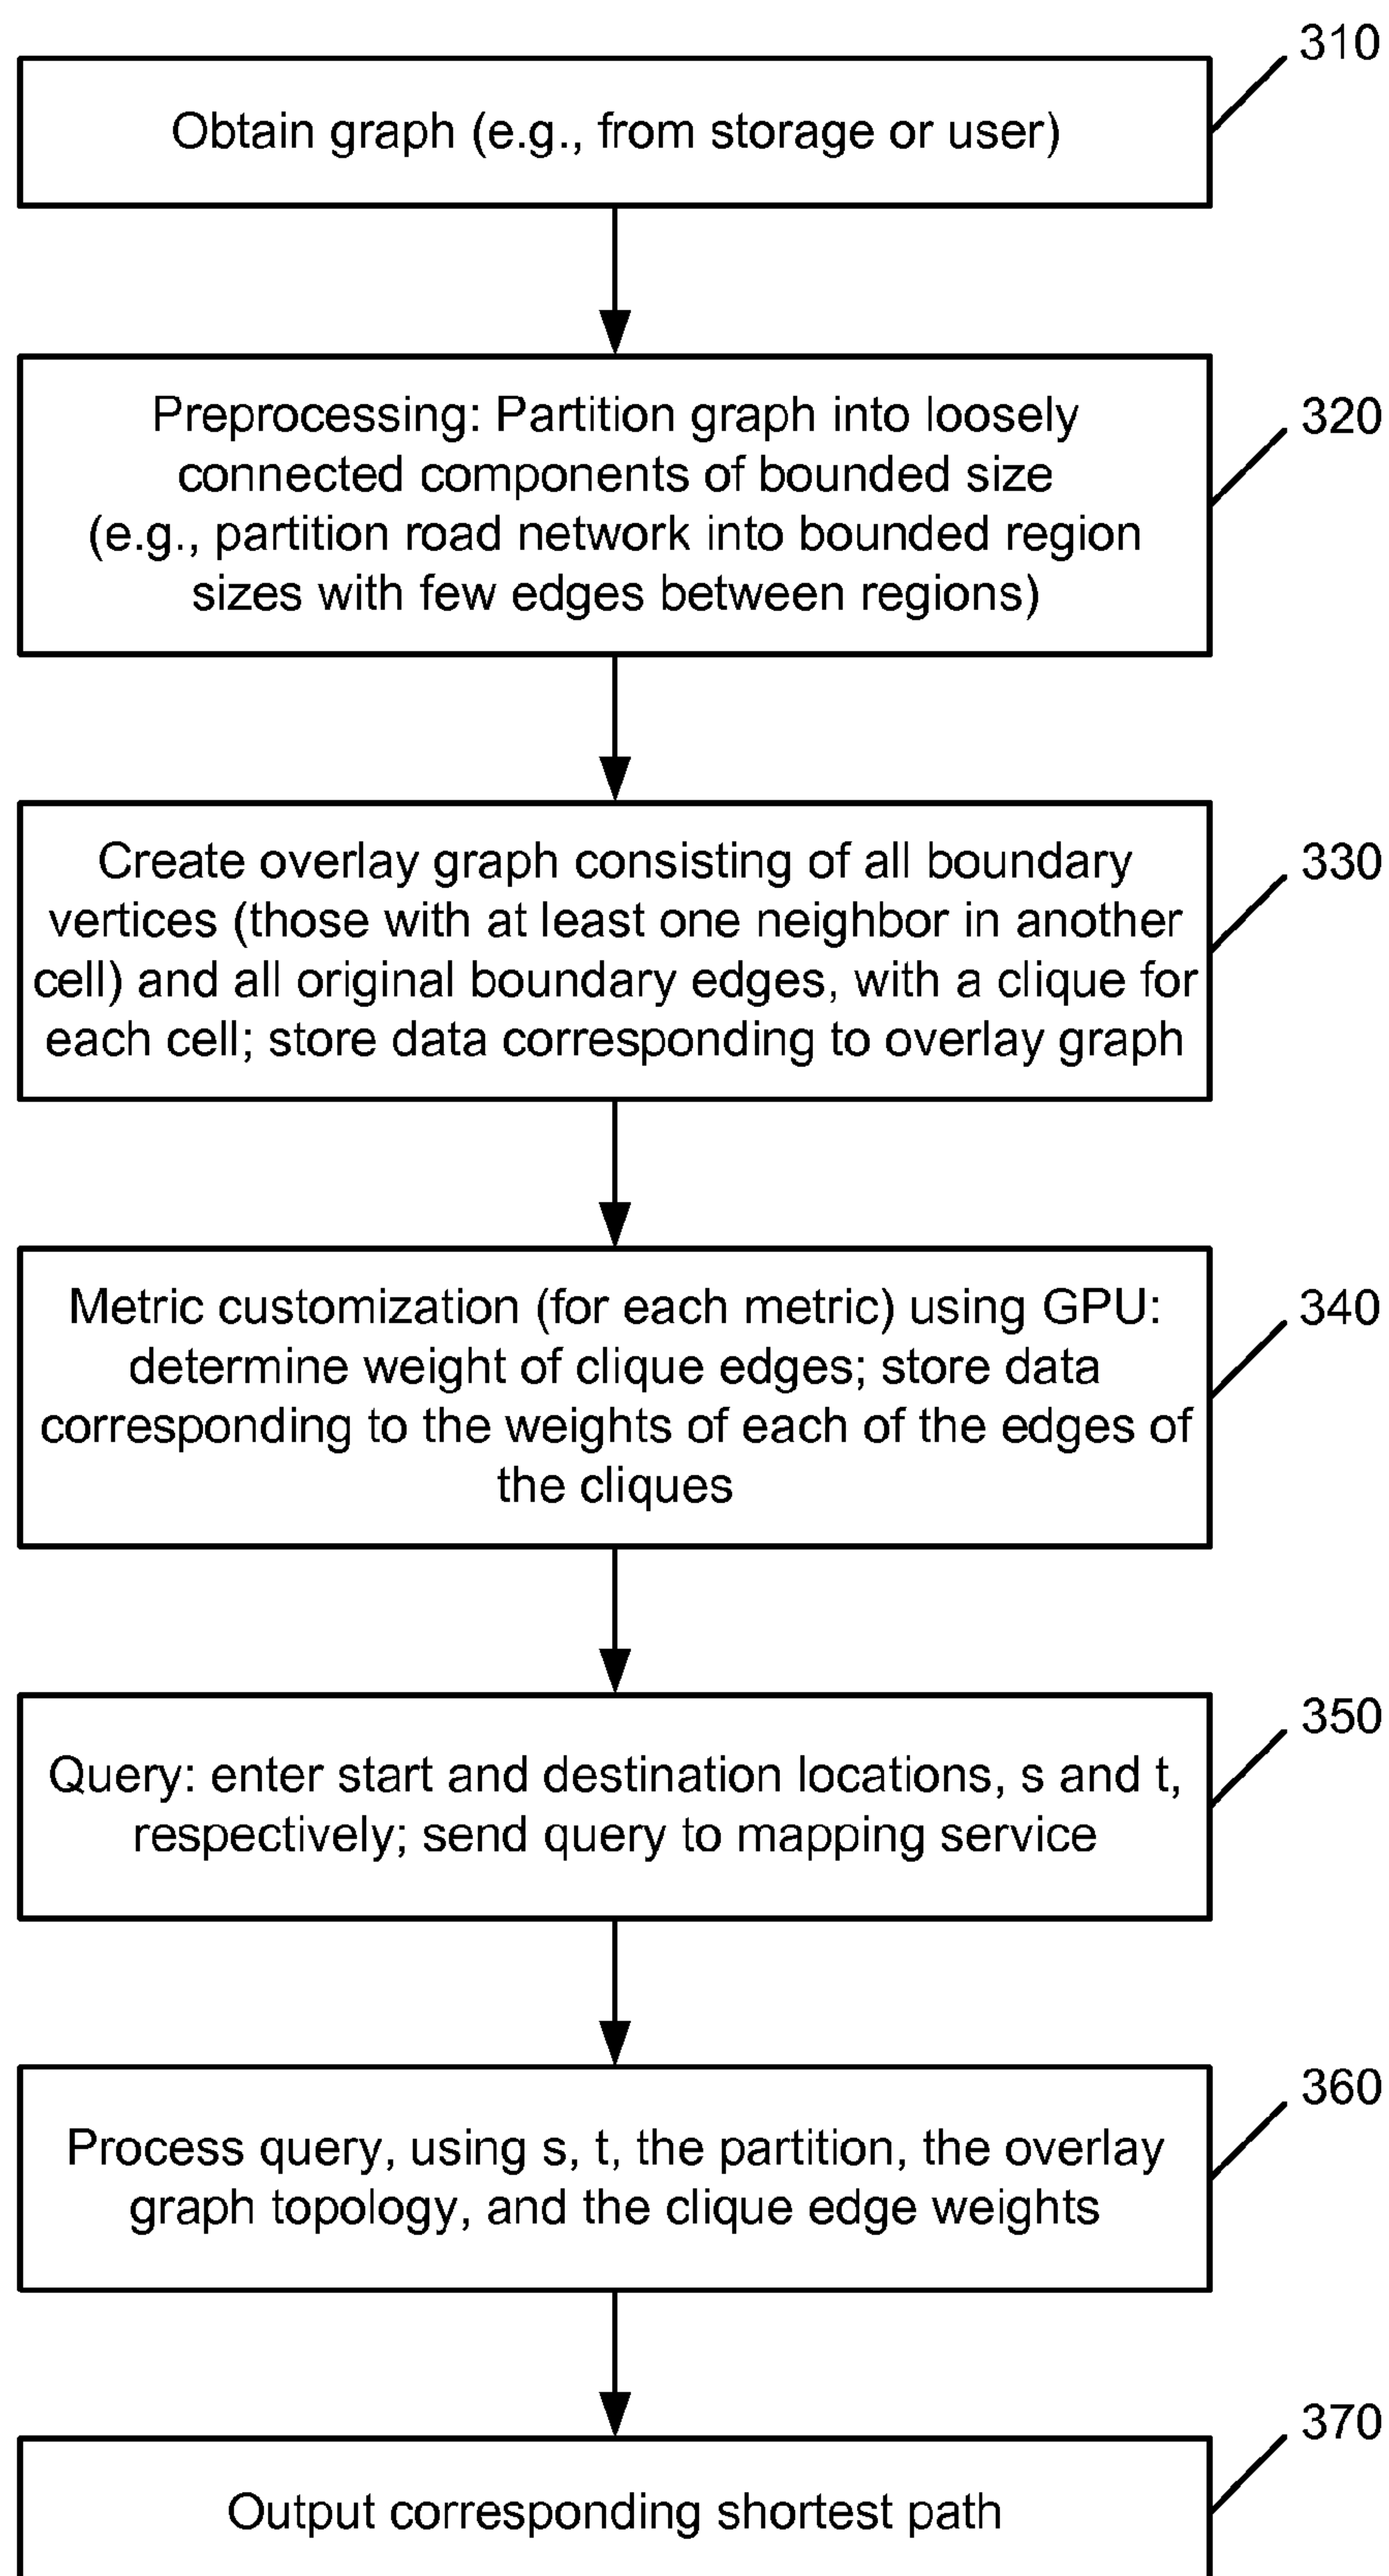 310
Obtain graph (e.g., from storage or user)
320
Preprocessing: Partition graph into loosely
connected components of bounded size
(e.g., partition road network into bounded region
sizes with few edges between regions)
330
Create overlay graph consisting of all boundary
vertices (those with at least one neighbor in another
cell) and all original boundary edges, with a clique for
each cell; store data corresponding to overlay graph
340
Metric customization (for each metric) using GPU:
determine weight of clique edges; store data
corresponding to the weights of each of the edges of
the cliques
350
Query: enter start and destination locations, s and t,
respectively; send query to mapping service
360
Process query, using s, t, the partition, the overlay
graph topology, and the clique edge weights
370
Output corresponding shortest path